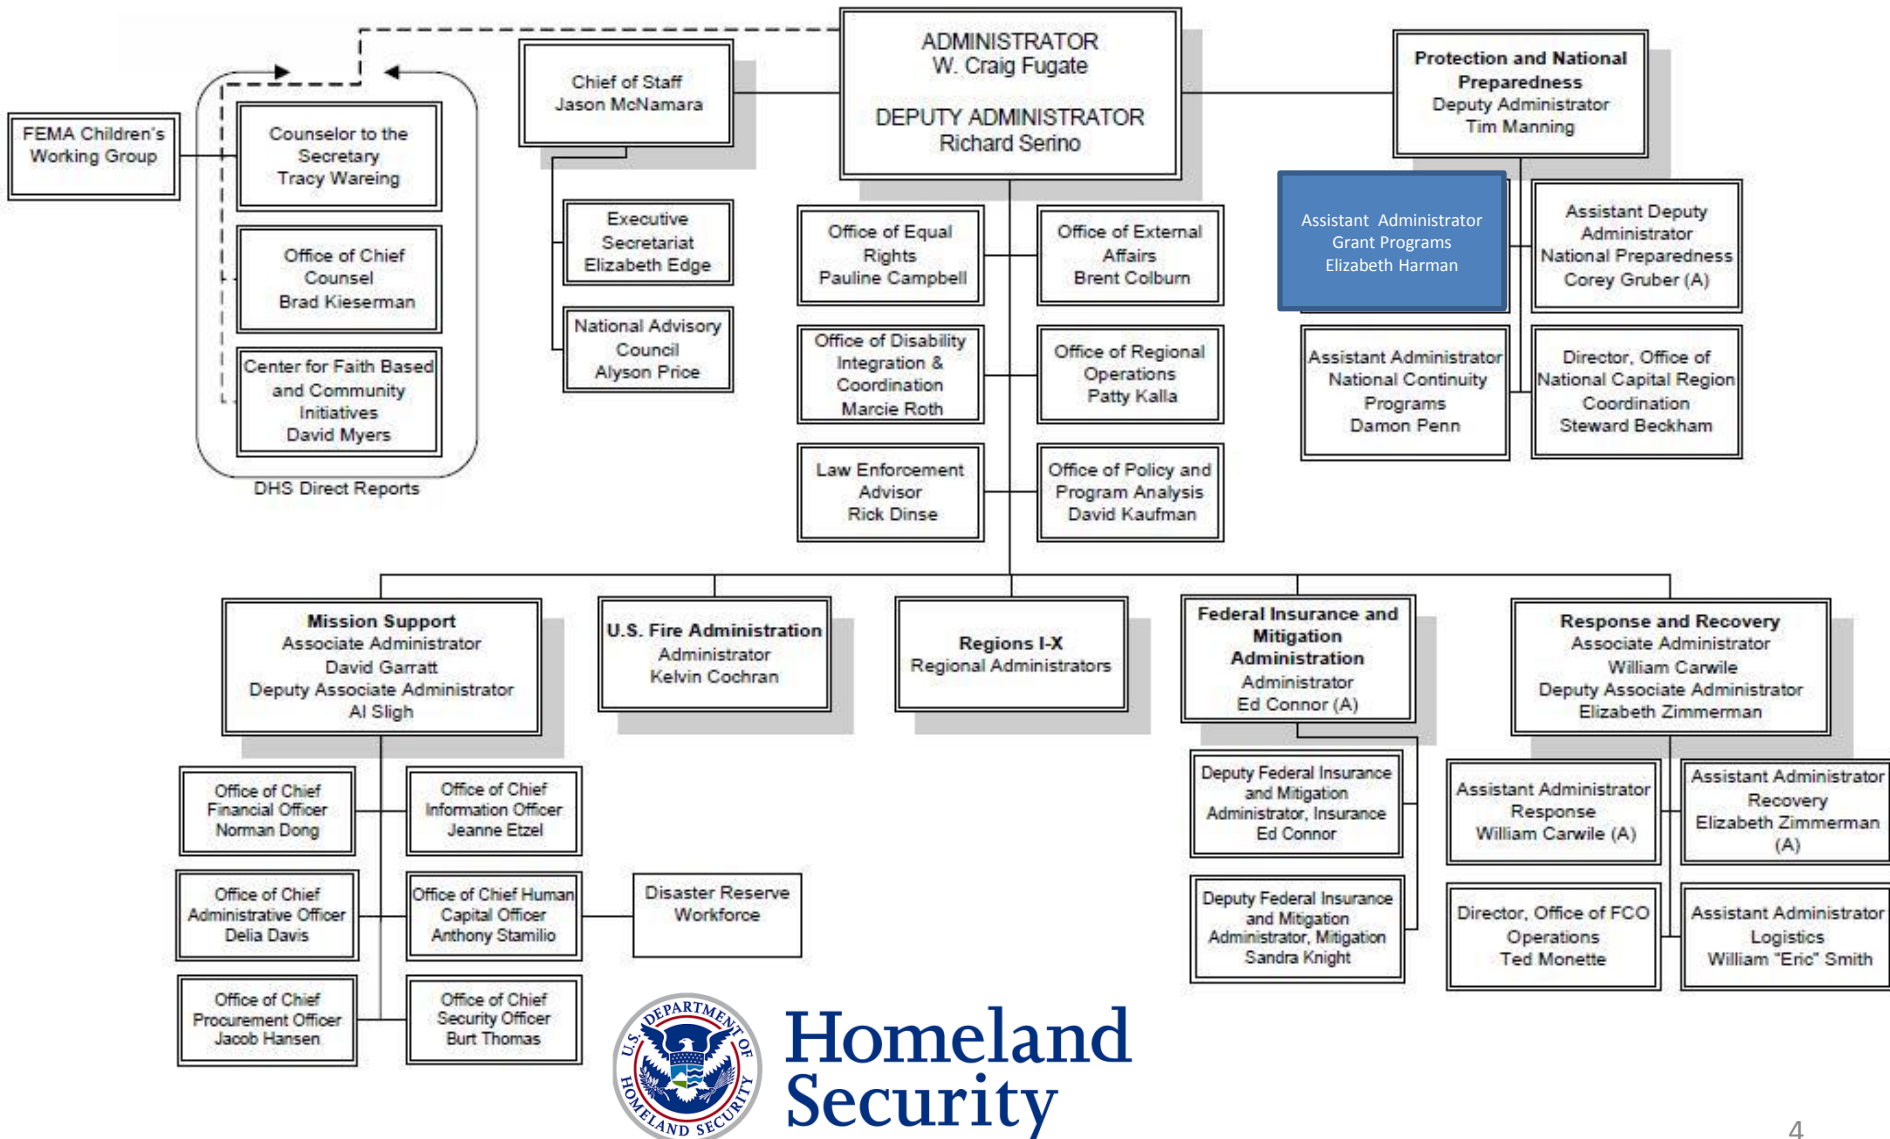 ADMINISTRATOR
W. Craig Fugate
DEPUTY ADMINISTRATOR
Richard Serino
Chief of Staff
Jason McNamara
Protection and National
Preparedness
Deputy Administrator
Tim Manning
FEMA Children's
Working Group
Counselor to the
Secretary
Tracy Wareing
Office of Chief
Counsel
Brad Kieserman
Center for Faith Based
and Community
Initiatives
David Myers
DHS Direct Reports
Executive
Secretariat
Elizabeth Edge
National Advisory
Council
Alyson Price
Office of Equal
Rights
Pauline Campbell
Office of External
Affairs
Brent Colburn
Office of Disability
Integration &
Coordination
Marcie Roth
Office of Regional
Operations
Patty Kalla
Law Enforcement
Advisor
Rick Dinse
Office of Policy and
Program Analysis
David Kaufman
Assistant Administrator
Grant Programs
Elizabeth Harman
Assistant Deputy
Administrator
National Preparedness
Corey Gruber (A)
Assistant Administrator
National Continuity
Programs
Damon Penn
Director, Office of
National Capital Region
Coordination
Steward Beckham
Mission Support
Associate Administrator
David Garratt
Deputy Associate Administrator
Al Sligh
U.S. Fire Administration
Administrator
Kelvin Cochran
Regions I-X
Regional Administrators
Federal Insurance and
Mitigation
Administration
Administrator
Ed Connor (A)
Response and Recovery
Associate Administrator
William Carwile
Deputy Associate Administrator
Elizabeth Zimmerman
Office of Chief
Financial Officer
Norman Dong
Office of Chief
Information Officer
Jeanne Etzel
Office of Chief
Administrative Officer
Delia Davis
Office of Chief Human
Capital Officer
Anthony Stamilio
Disaster Reserve
Workforce
Office of Chief
Procurement Officer
Jacob Hansen
Office of Chief
Security Officer
Burt Thomas
Deputy Federal Insurance
and Mitigation
Administrator, Insurance
Ed Connor
Deputy Federal Insurance
and Mitigation
Administrator, Mitigation
Sandra Knight
Assistant Administrator
Response
William Carwile (A)
Assistant Administrator
Recovery
Elizabeth Zimmerman
(A)
Director, Office of FCO
Operations
Ted Monette
Assistant Administrator
Logistics
William "Eric" Smith
U.S. DEPARTMENT OF
HOMELAND SECURITY
Homeland
Security
4